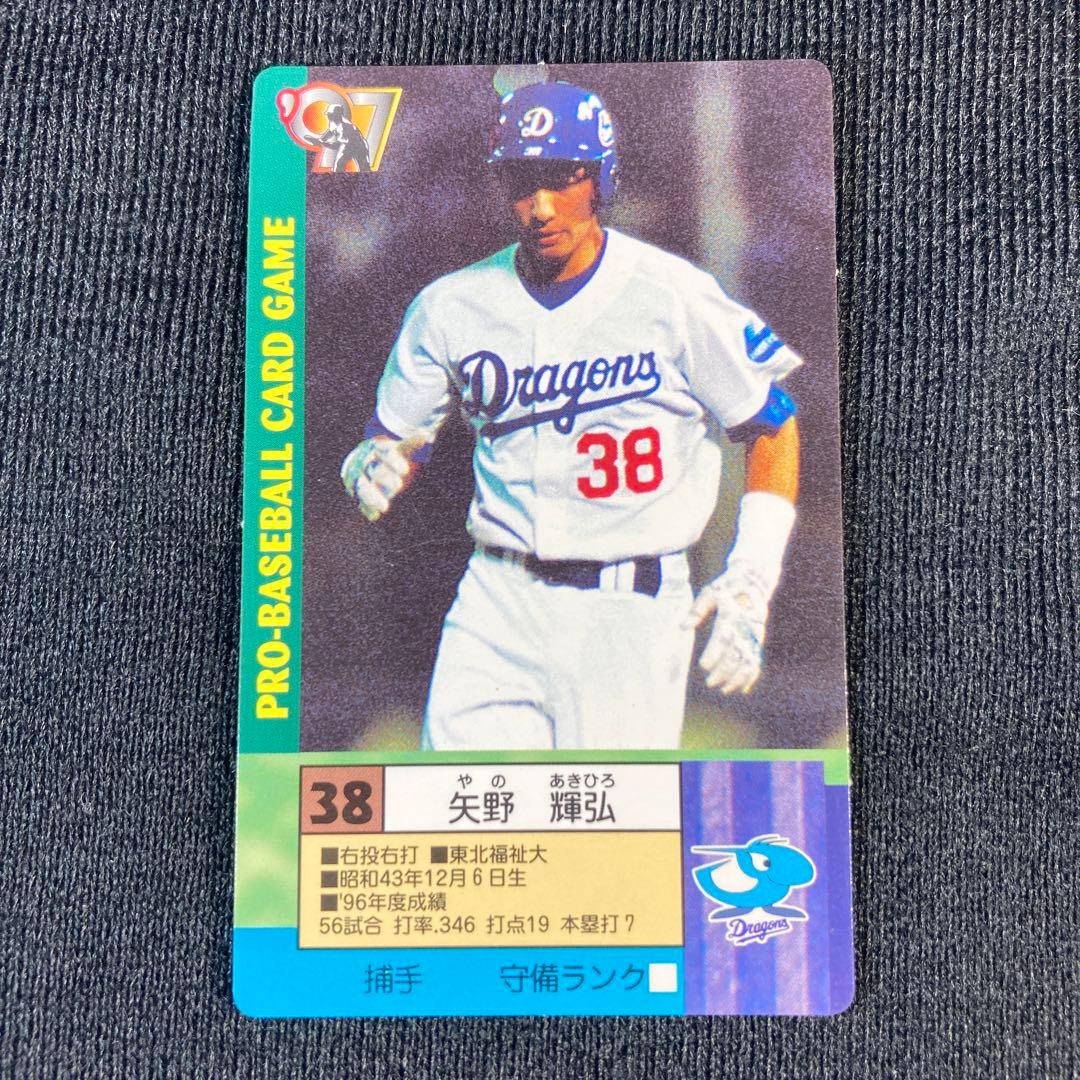 '97
PRO-BASEBALL CARD GAME
D
Dragons
38
38
や の あきひろ
矢野 輝弘
■右投右打 ■東北福祉大
■昭和43年12月6日生
■'96年度成績
56試合 打率.346 打点19 本塁打7
Dragons
捕手 守備ランク□